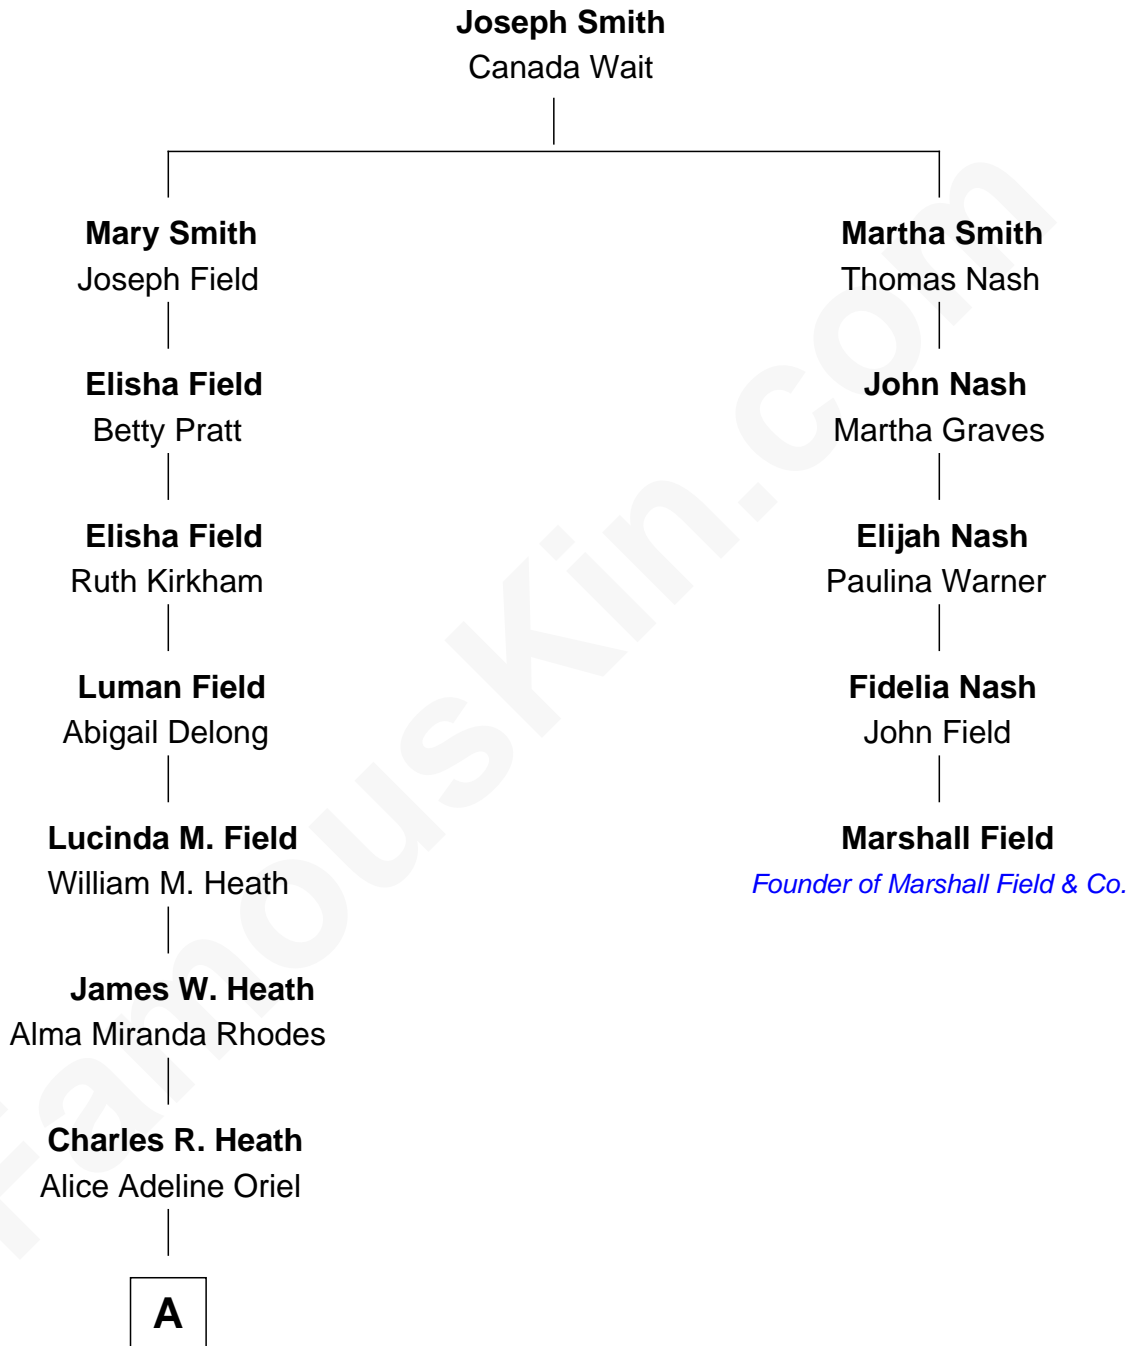 Joseph Smith
Canada Wait
Mary Smith
Joseph Field
Martha Smith
Thomas Nash
Elisha Field
Betty Pratt
John Nash
Martha Graves
Elisha Field
Ruth Kirkham
Elijah Nash
Paulina Warner
Luman Field
Abigail Delong
Fidelia Nash
John Field
Lucinda M. Field
William M. Heath
Marshall Field
Founder of Marshall Field & Co.
James W. Heath
Alma Miranda Rhodes
Charles R. Heath
Alice Adeline Oriel
A
FamousKin.com